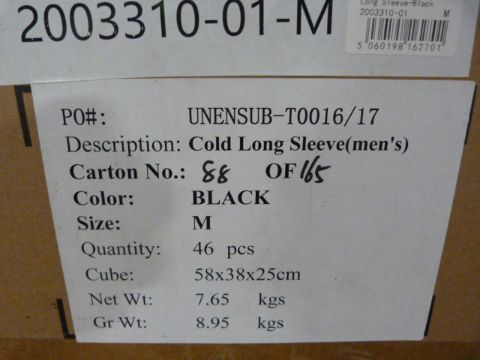 2003310-01-M
Long Sleeve-Black
2003310-01 M
5 060198 162701
PO#: UNENSUB-T0016/17
Description: Cold Long Sleeve(men's)
Carton No.: 88 OF 165
Color: BLACK
Size: M
Quantity: 46 pcs
Cube: 58x38x25cm
Net Wt: 7.65 kgs
Gr Wt: 8.95 kgs